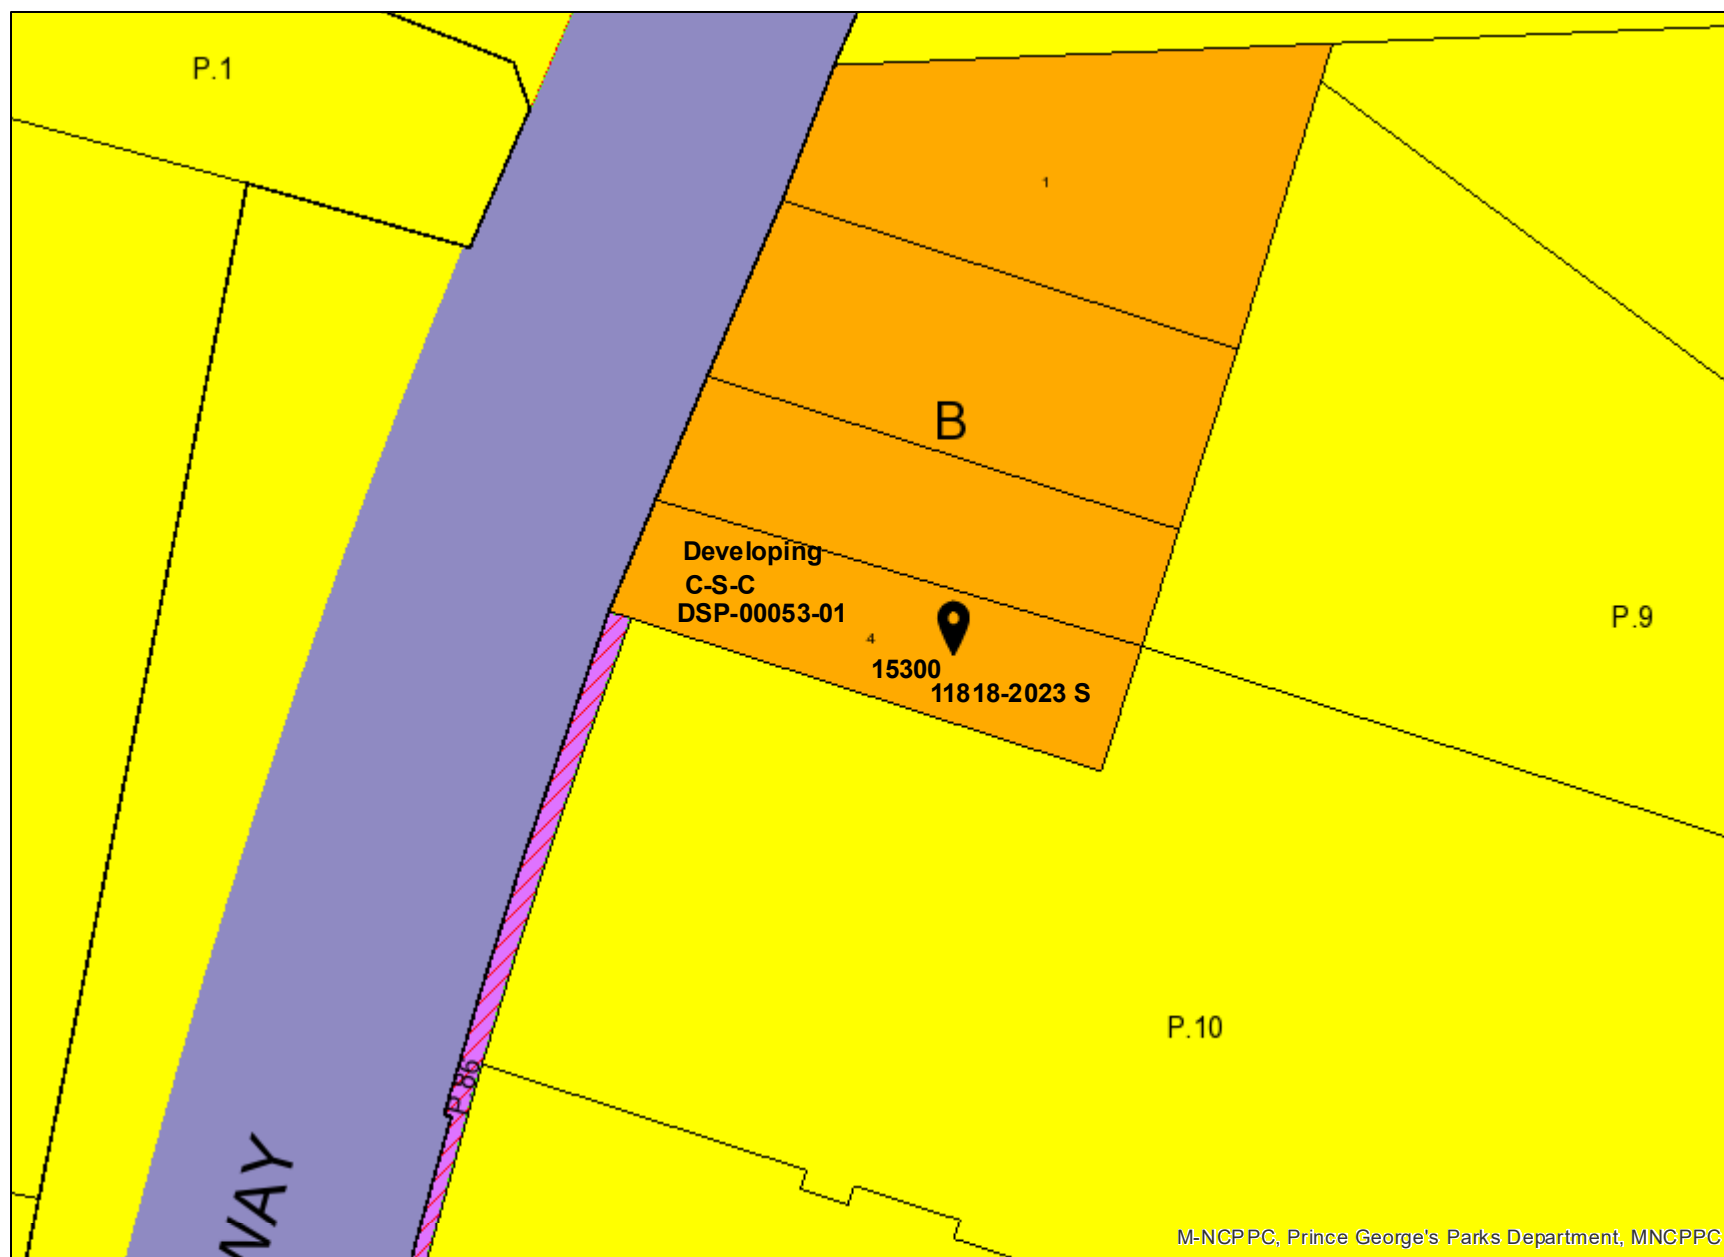 P.1
1
B
Developing
C-S-C
DSP-00053-01
P.9
4
15300
11818-2023 S
P.10
P.86
WAY
M-NCPPC, Prince George's Parks Department, MNCPPC